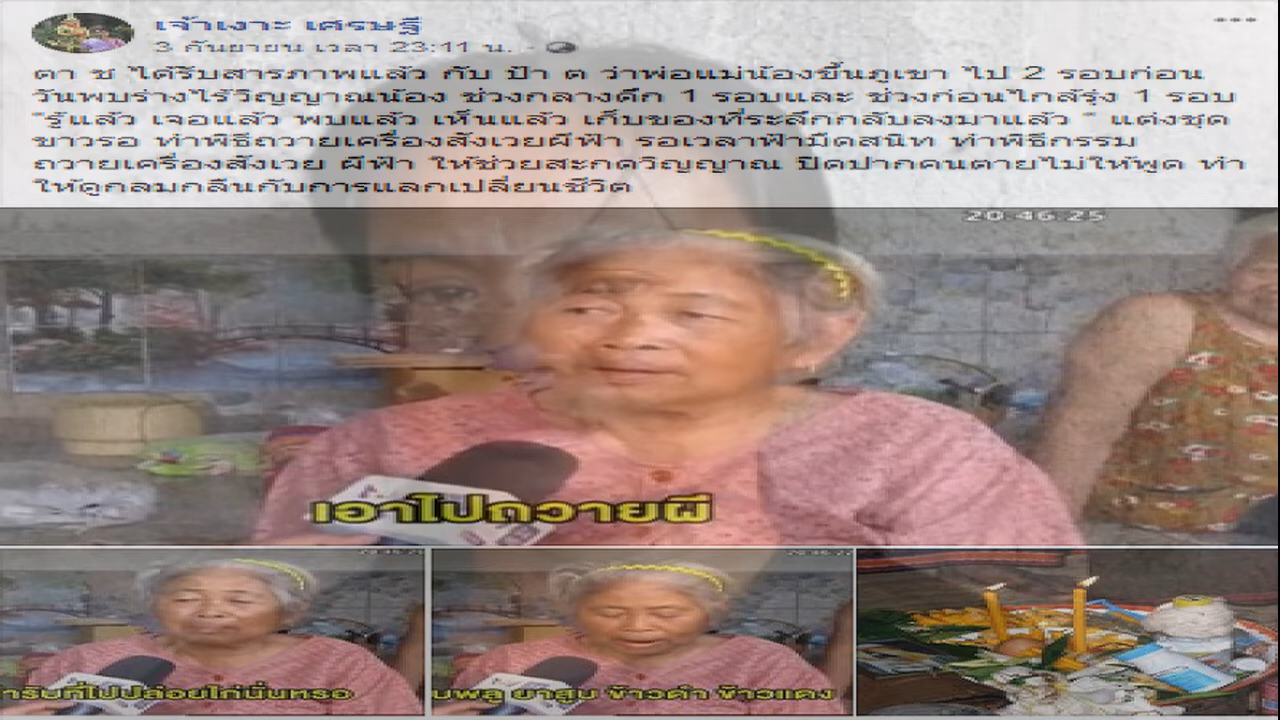 เจ้าเงาะ เศรษฐี
3 กันยายน เวลา 23:11 น. ·
ตา ช ได้รับสารภาพแล้ว กับ ป้า ต ว่าพ่อแม่น้องขึ้นภูเขา ไป 2 รอบก่อน
วันพบร่างไร้วิญญาณน้อง ช่วงกลางดึก 1 รอบและ ช่วงก่อนใกล้รุ่ง 1 รอบ
"รู้แล้ว เจอแล้ว พบแล้ว เห็นแล้ว เก็บของที่ระลึกกลับลงมาแล้ว " แต่งชุด
ขาวรอ ทำพิธีถวายเครื่องสังเวยผีฟ้า รอเวลาฟ้ามืดสนิท ทำพิธีกรรม
ถวายเครื่องสังเวย ผีฟ้า ให้ช่วยสะกดวิญญาณ ปิดปากคนตายไม่ให้พูด ทำ
ให้ถูกลมกลืนกับการแลกเปลี่ยนชีวิต
20:46:25
เอาไปถวายผี
ารับที่ไปปล่อยไก่นั่นหรอ
บพลู ยาสูบ ข้าวดำ ข้าวแดง